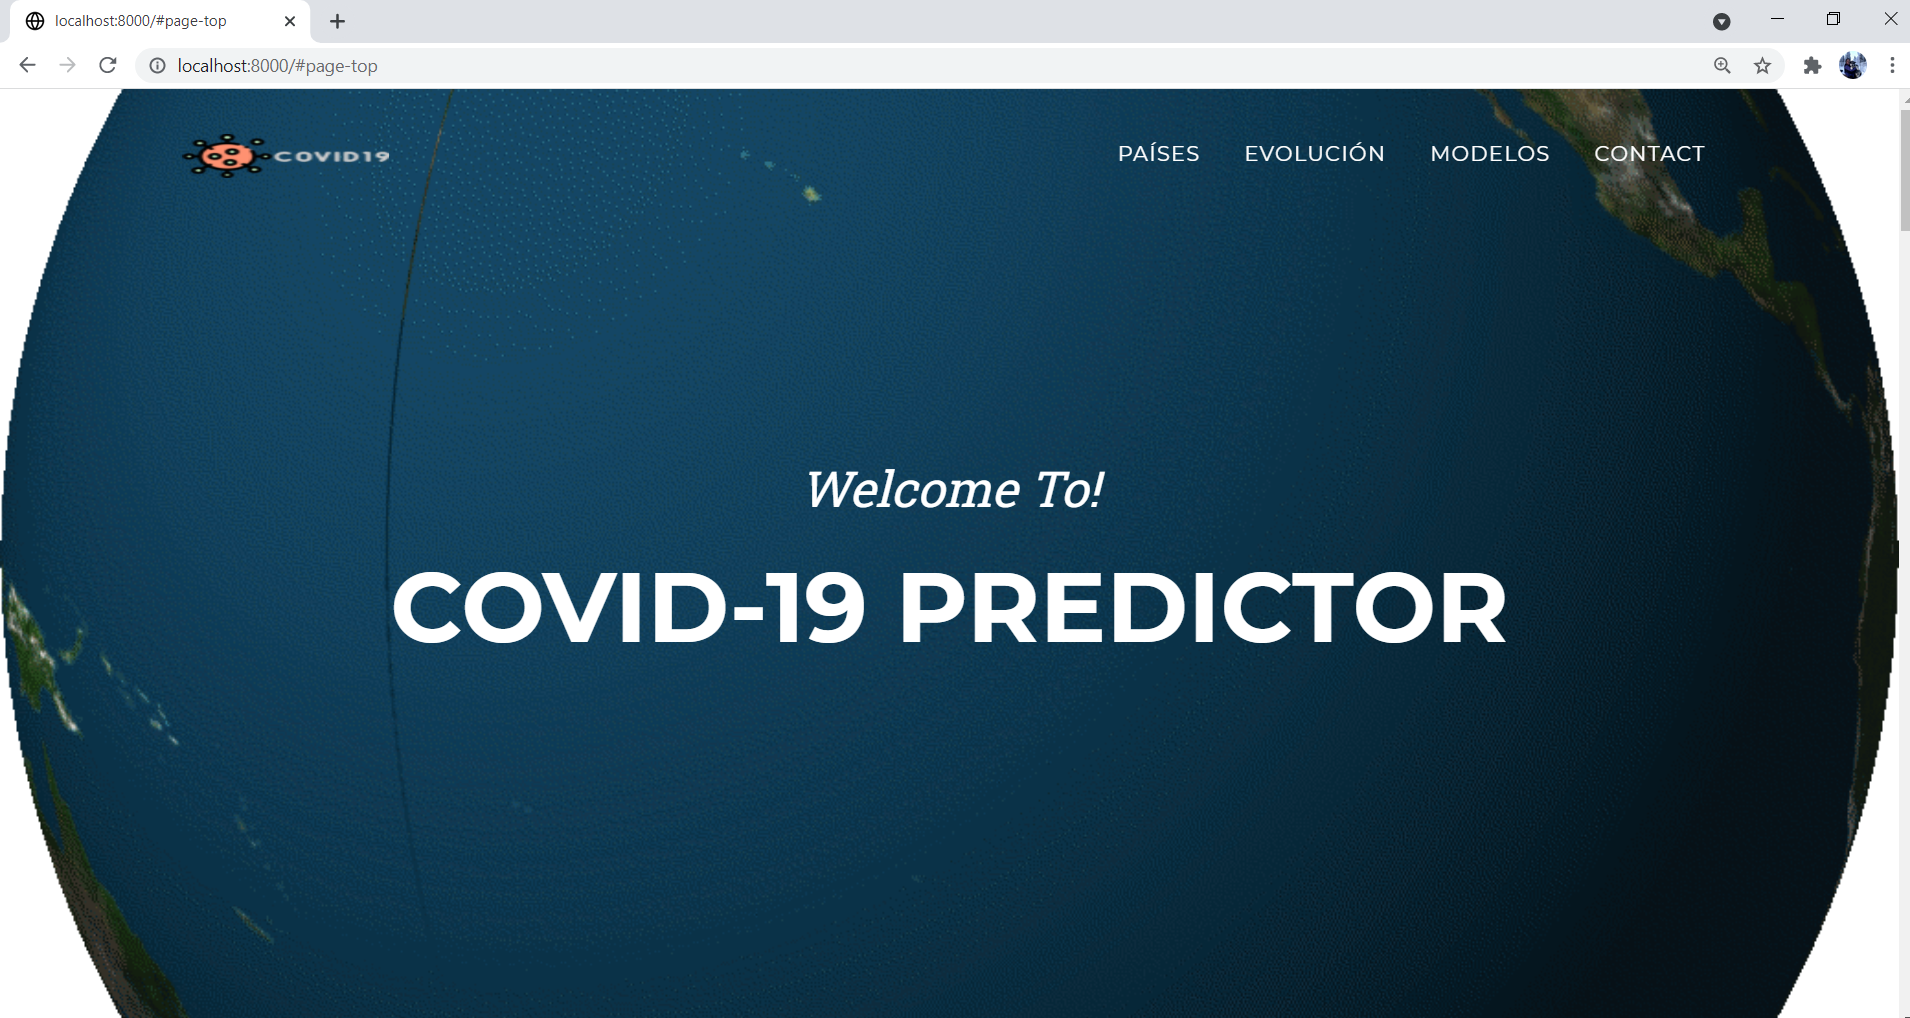 localhost:8000/#page-top
localhost:8000/#page-top
COVID19
PAÍSES EVOLUCIÓN MODELOS CONTACT
Welcome To!
COVID-19 PREDICTOR